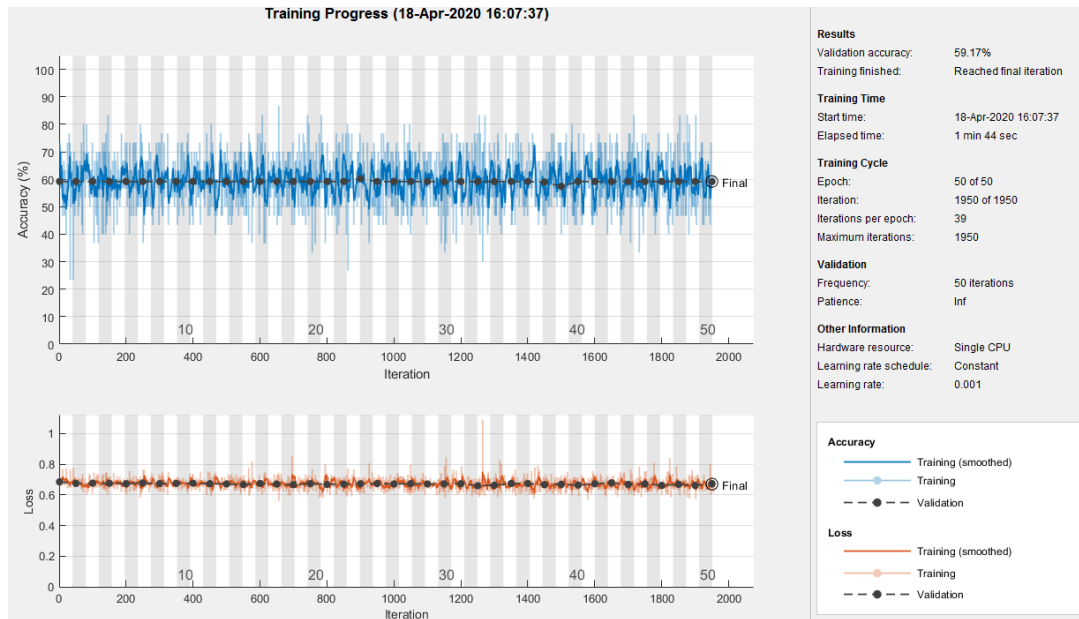 Training Progress (18-Apr-2020 16:07:37)
100
90
80
70
60
50
40
30
20
10
0
Accuracy (%)
Final
10 20 30 40 50
0 200 400 600 800 1000 1200 1400 1600 1800 2000
Iteration
1
0.8
0.6
0.4
0.2
0
Loss
Final
10 20 30 40 50
0 200 400 600 800 1000 1200 1400 1600 1800 2000
Iteration
Results
Validation accuracy: 59.17%
Training finished: Reached final iteration
Training Time
Start time: 18-Apr-2020 16:07:37
Elapsed time: 1 min 44 sec
Training Cycle
Epoch: 50 of 50
Iteration: 1950 of 1950
Iterations per epoch: 39
Maximum iterations: 1950
Validation
Frequency: 50 iterations
Patience: Inf
Other Information
Hardware resource: Single CPU
Learning rate schedule: Constant
Learning rate: 0.001
Accuracy
Training (smoothed)
Training
Validation
Loss
Training (smoothed)
Training
Validation